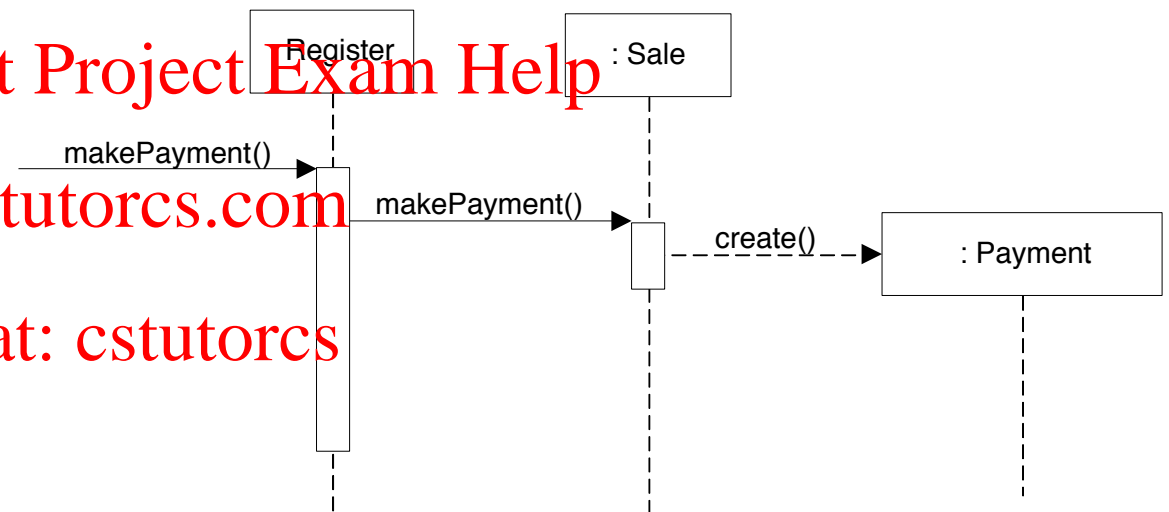 Register
: Sale
t Project Exam Help
makePayment()
tutorcs.com
makePayment()
create()
: Payment
at: cstutorcs